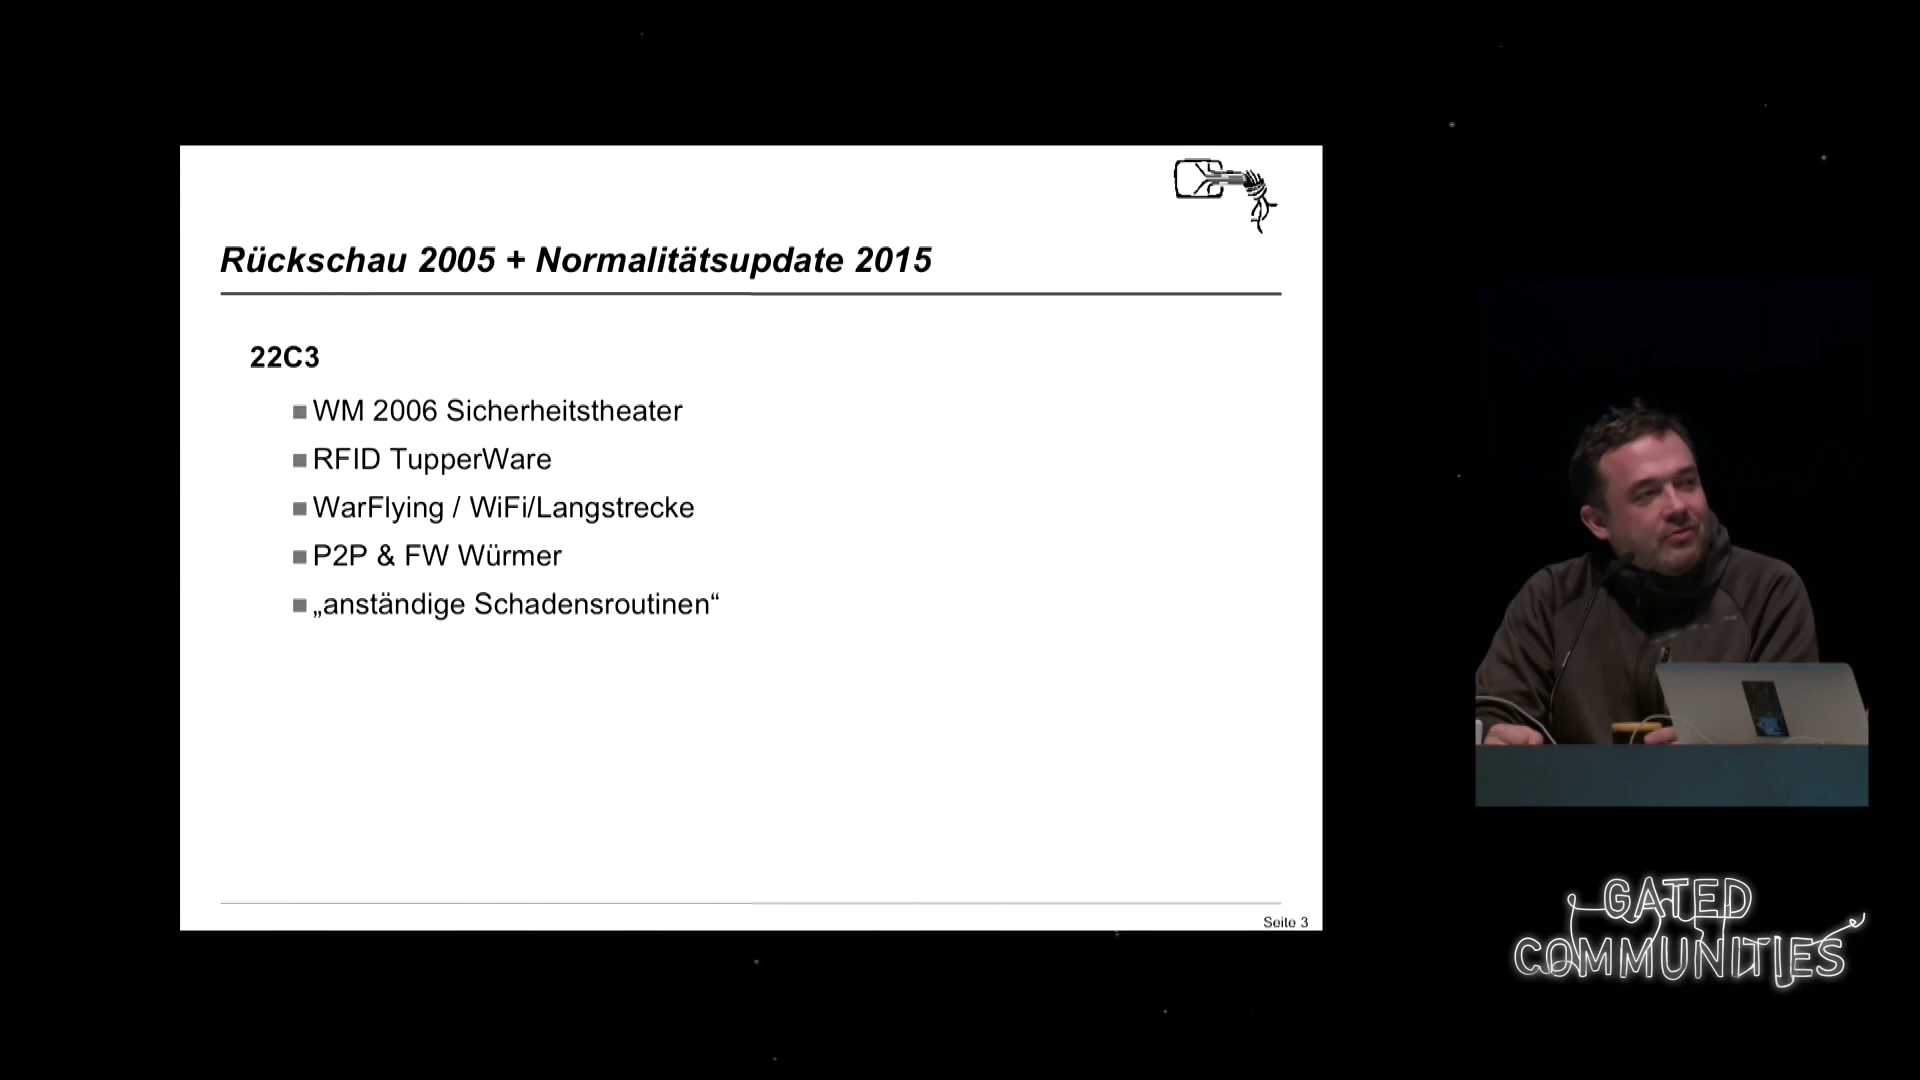 Rückschau 2005 + Normalitätsupdate 2015
22C3
WM 2006 Sicherheitstheater
RFID TupperWare
WarFlying / WiFi/Langstrecke
P2P & FW Würmer
„anständige Schadensroutinen“
Seite 3
GATED
COMMUNITIES